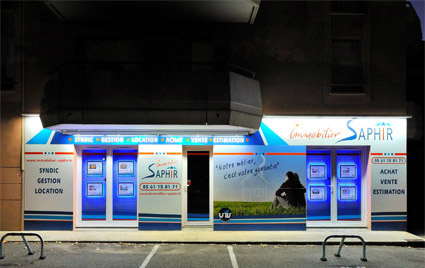 immobilier SAPHIR
SYNDIC GESTION LOCATION ACHAT VENTE ESTIMATION
05 61 15 81 71
SYNDIC
GESTION
LOCATION
immobilier
SAPHIR
05 61 15 81 71
"Notre métier,
c'est votre garantie"
ACHAT
VENTE
ESTIMATION